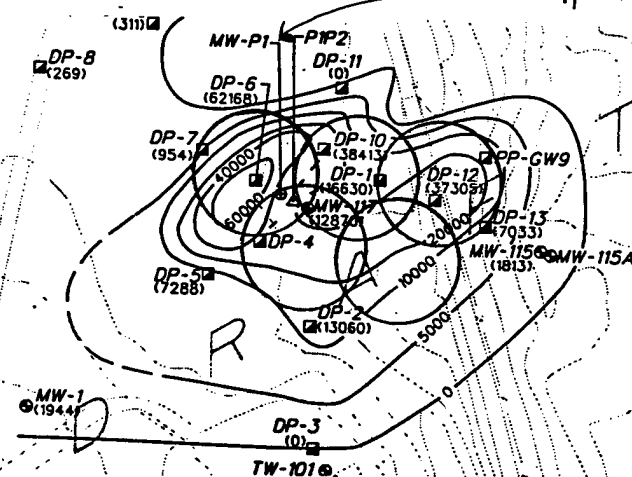 (311)
MW-P1
P1P2
DP-8
(269)
DP-11
(0)
DP-6
(62168)
DP-7
(954)
DP-10
(38413)
PP-GW9
DP-1
(16630)
DP-12
(37305)
40000
60000
MW-117
(12870)
DP-4
20000
DP-13
(7033)
MW-115
(1813)
MW-115A
DP-5
(7288)
10000
DP-2
(13060)
5000
R
0
MW-1
(1944)
DP-3
(0)
TW-101